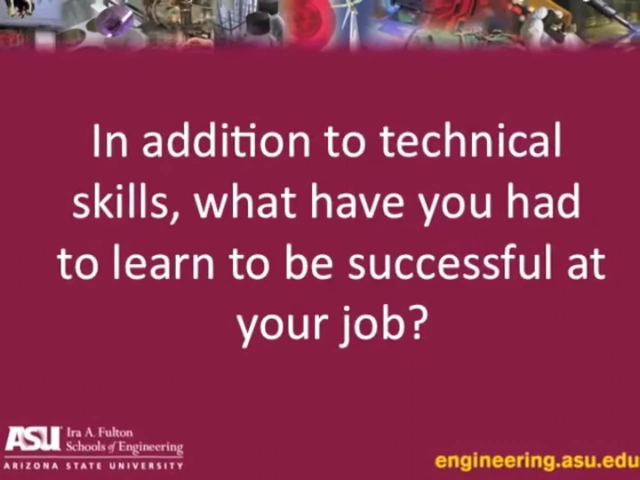 In addition to technical
skills, what have you had
to learn to be successful at
your job?
ASU Ira A. Fulton
Schools of Engineering
ARIZONA STATE UNIVERSITY
engineering.asu.edu